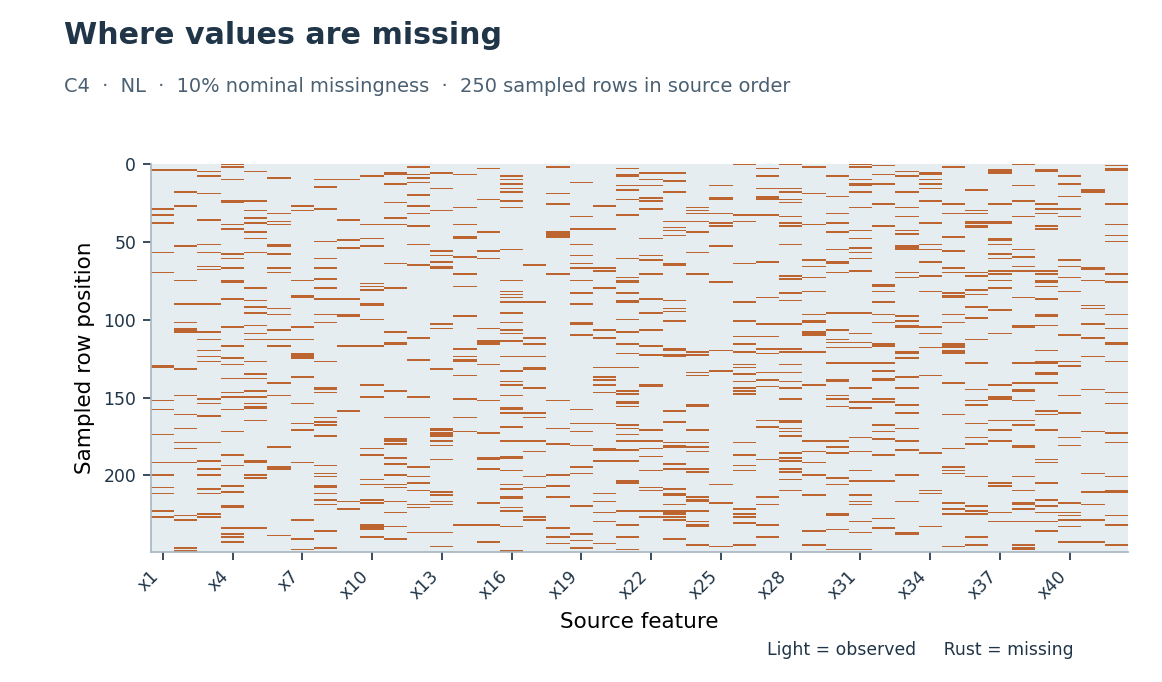 Where values are missing
C4 · NL · 10% nominal missingness · 250 sampled rows in source order
0
50
100
150
200
Sampled row position
x1 x4 x7 x10 x13 x16 x19 x22 x25 x28 x31 x34 x37 x40
Source feature
Light = observed Rust = missing